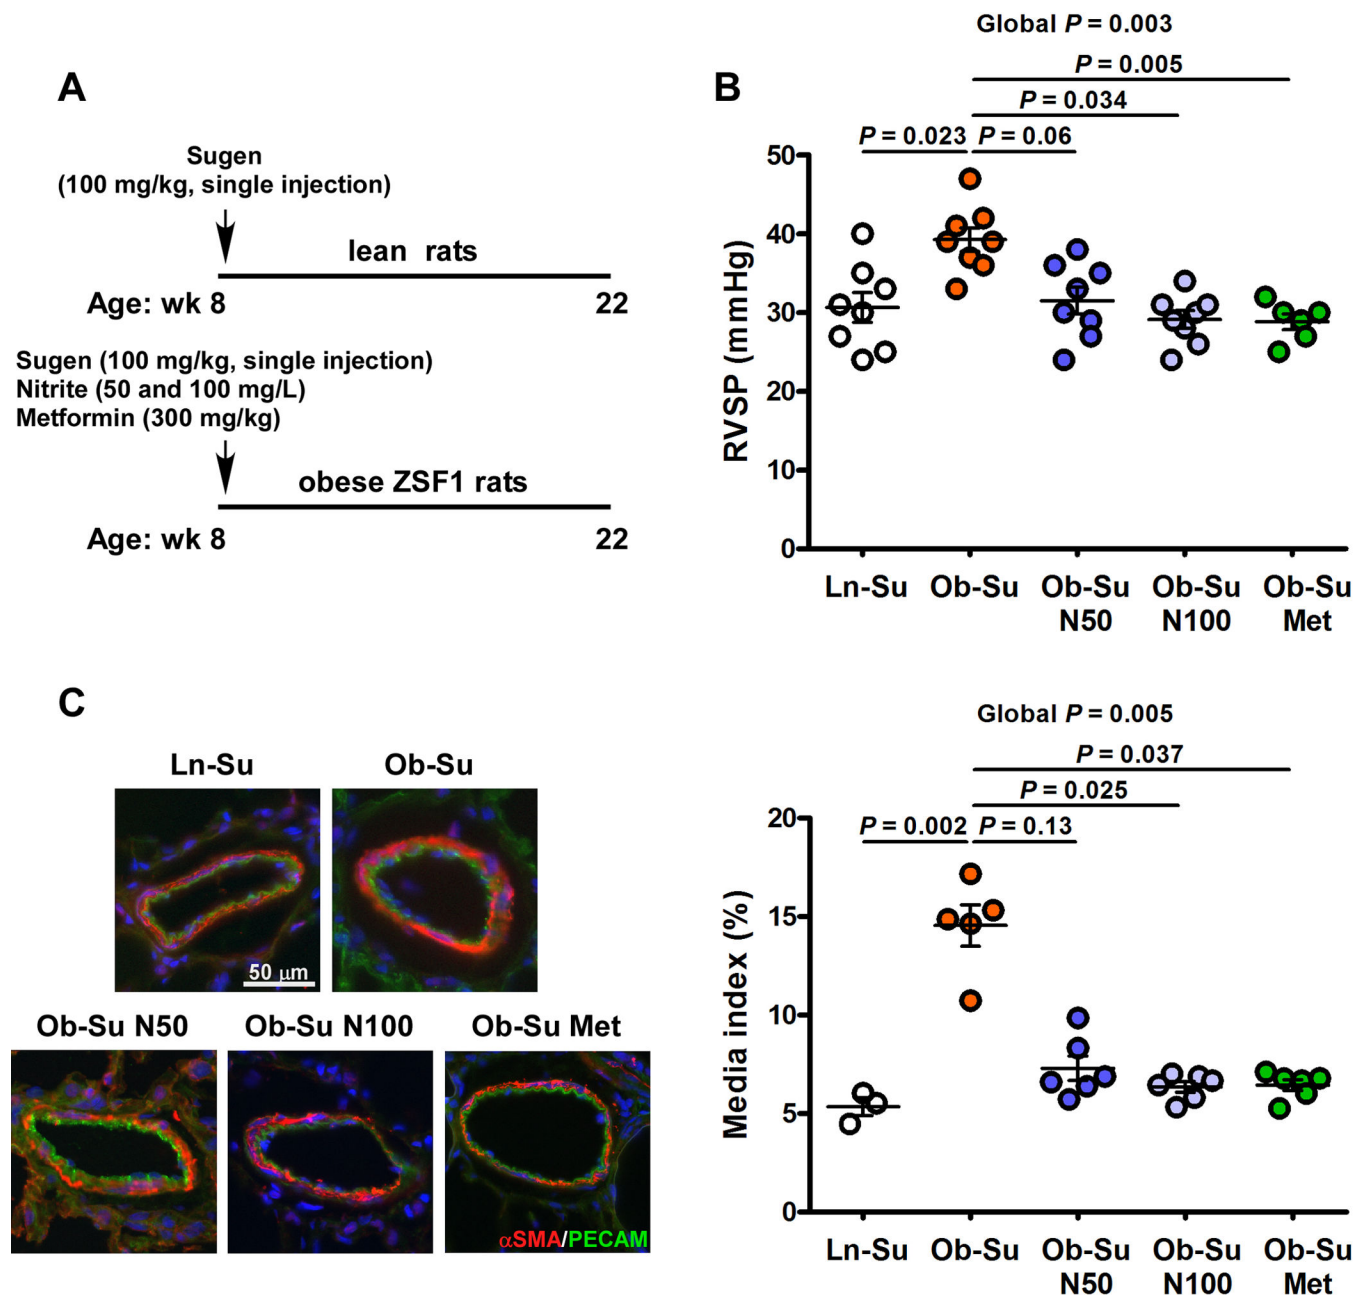 A
Sugen
(100 mg/kg, single injection)
lean rats
Age: wk 8
22
Sugen (100 mg/kg, single injection)
Nitrite (50 and 100 mg/L)
Metformin (300 mg/kg)
obese ZSF1 rats
Age: wk 8
22
B
Global P = 0.003
P = 0.005
P = 0.034
P = 0.023
P = 0.06
RVSP (mmHg)
50
40
30
20
10
0
Ln-Su
Ob-Su
Ob-Su
N50
Ob-Su
N100
Ob-Su
Met
C
Ln-Su
Ob-Su
50 µm
Ob-Su N50
Ob-Su N100
Ob-Su Met
αSMA/PECAM
Global P = 0.005
P = 0.037
P = 0.025
P = 0.002
P = 0.13
Media index (%)
20
15
10
5
0
Ln-Su
Ob-Su
Ob-Su
N50
Ob-Su
N100
Ob-Su
Met